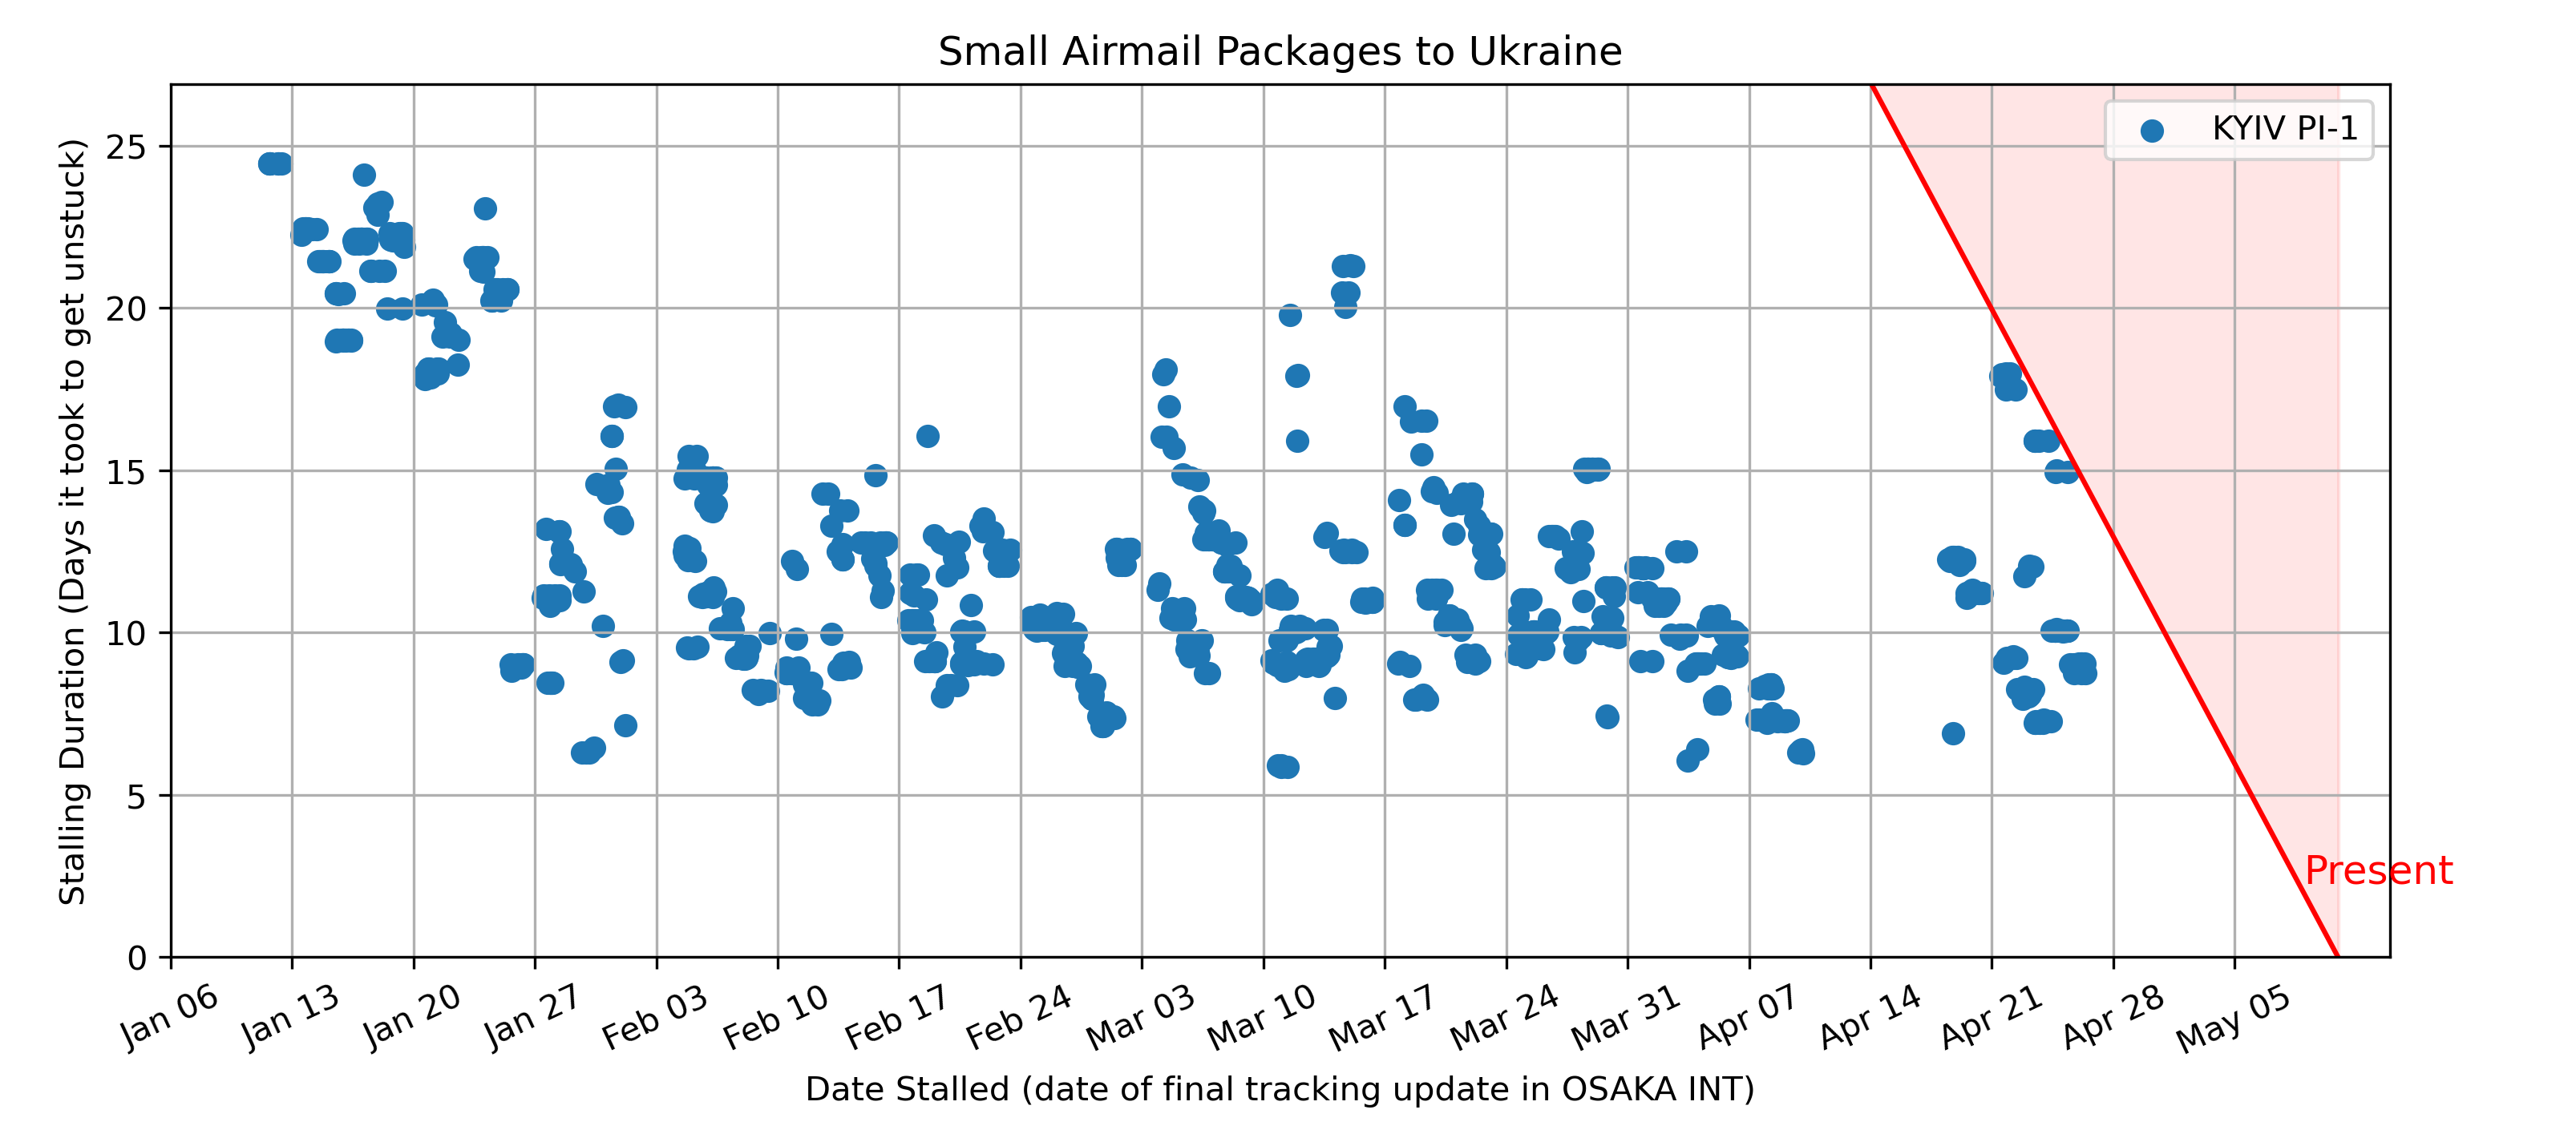 Small Airmail Packages to Ukraine
KYIV PI-1
Stalling Duration (Days it took to get unstuck)
25
20
15
10
5
0
Present
Jan 06
Jan 13
Jan 20
Jan 27
Feb 03
Feb 10
Feb 17
Feb 24
Mar 03
Mar 10
Mar 17
Mar 24
Mar 31
Apr 07
Apr 14
Apr 21
Apr 28
May 05
Date Stalled (date of final tracking update in OSAKA INT)